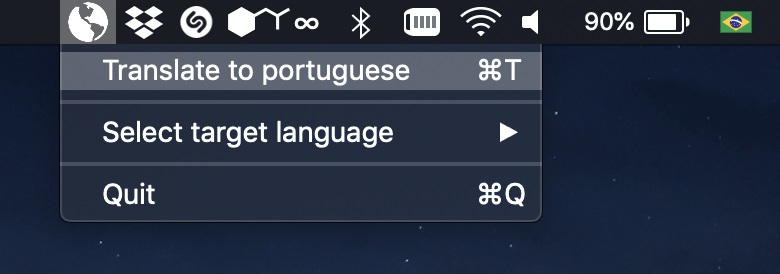 90%
Translate to portuguese ⌘T
Select target language ▶
Quit ⌘Q